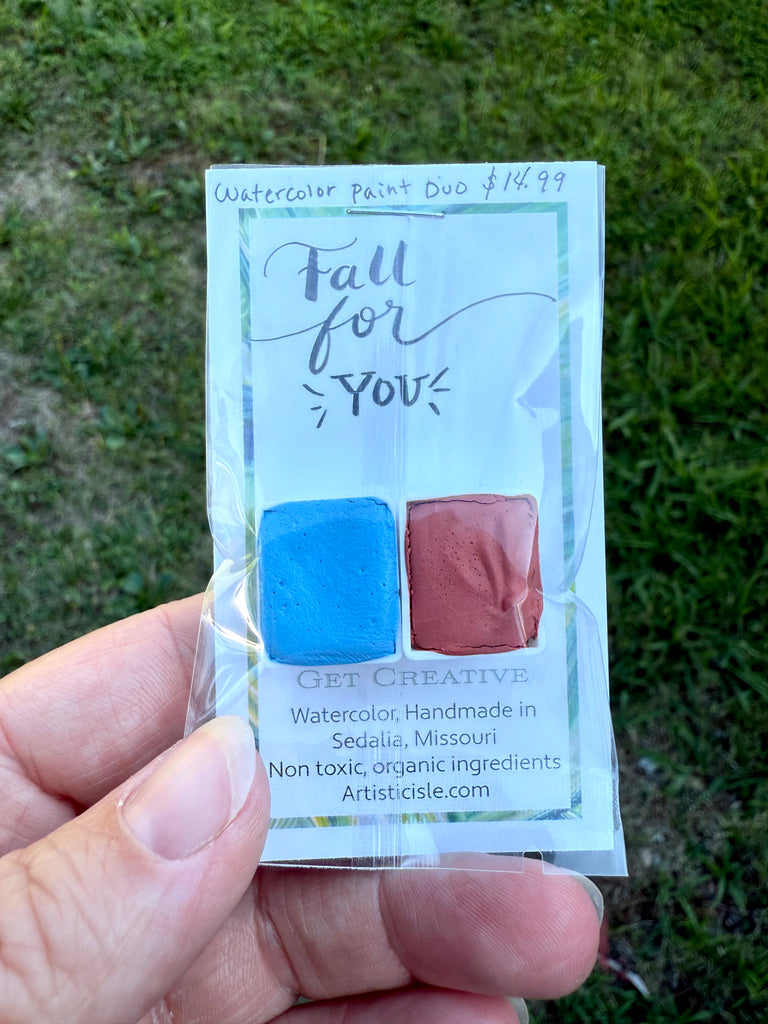 Watercolor Paint Duo $14.99
Fall
for
YOU
GET CREATIVE
Watercolor, Handmade in
Sedalia, Missouri
Non toxic, organic ingredients
Artisticisle.com